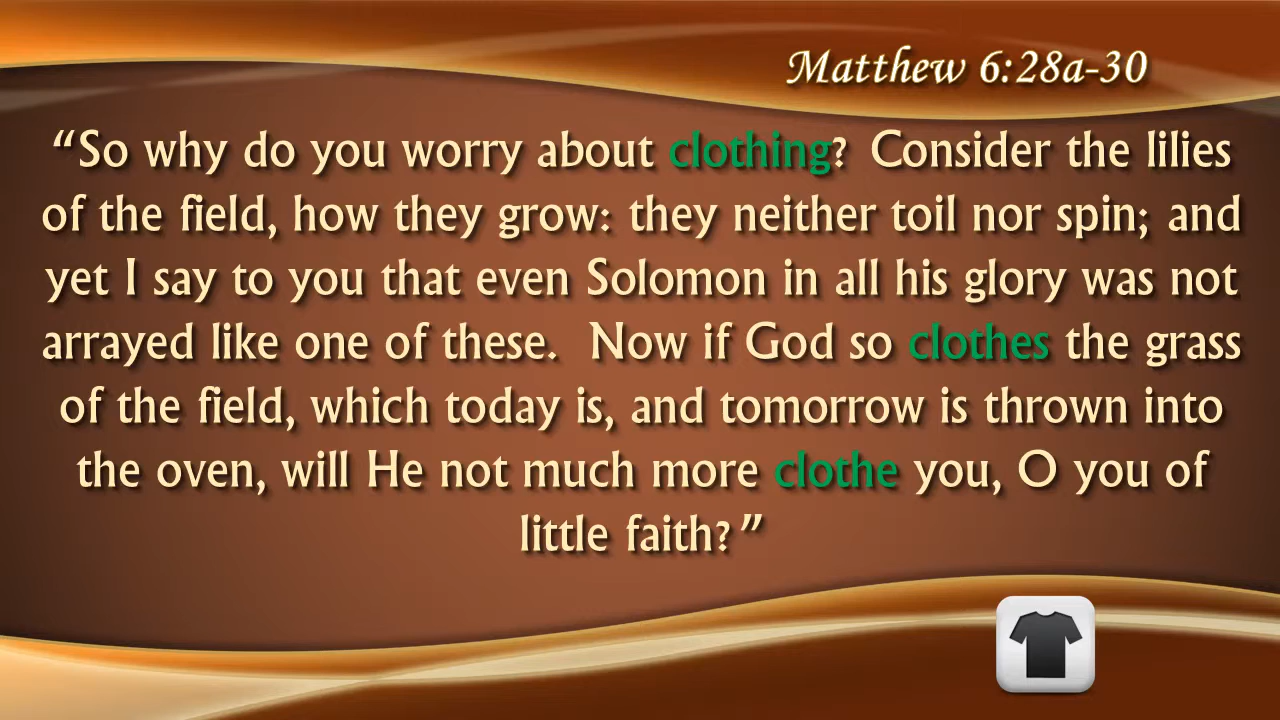 Matthew 6:28a-30
“So why do you worry about clothing? Consider the lilies
of the field, how they grow: they neither toil nor spin; and
yet I say to you that even Solomon in all his glory was not
arrayed like one of these. Now if God so clothes the grass
of the field, which today is, and tomorrow is thrown into
the oven, will He not much more clothe you, O you of
little faith?”